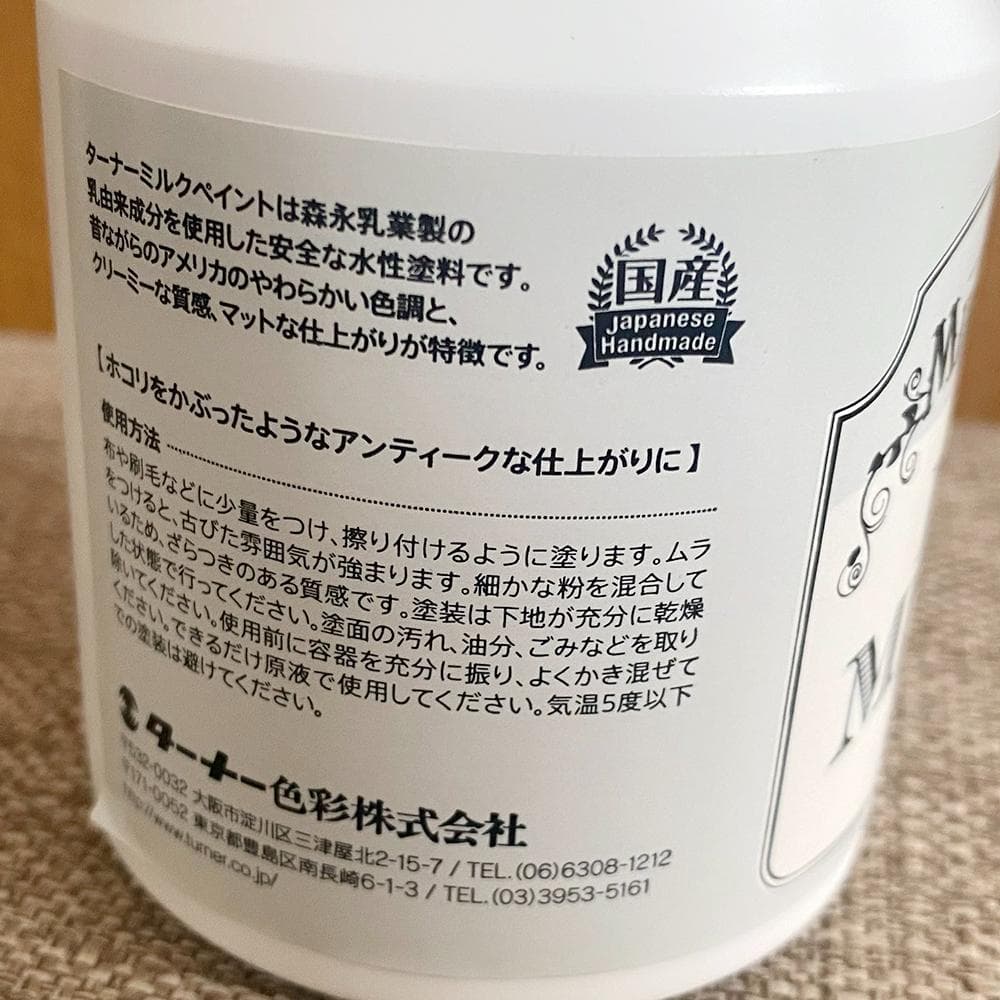 ターナーミルクペイントは森永乳業製の
乳由来成分を使用した安全な水性塗料です。
昔ながらのアメリカのやわらかい色調と、
クリーミーな質感、マットな仕上がりが特徴です。
国産
Japanese
Handmade
【ホコリをかぶったようなアンティークな仕上がりに】
使用方法
布や刷毛などに少量をつけ、擦り付けるように塗ります。ムラ
をつけると、古びた雰囲気が強まります。細かな粉を混合して
いるため、ざらつきのある質感です。塗装は下地が充分に乾燥
した状態で行ってください。塗面の汚れ、油分、ごみなどを取り
除いてください。使用前に容器を充分に振り、よくかき混ぜて
ください。できるだけ原液で使用してください。気温5度以下
での塗装は避けてください。
ターナー色彩株式会社
〒532-0032 大阪市淀川区三津屋北2-15-7 / TEL.(06)6308-1212
〒171-0052 東京都豊島区南長崎6-1-3 / TEL.(03)3953-5161
http://www.turner.co.jp/
M
M